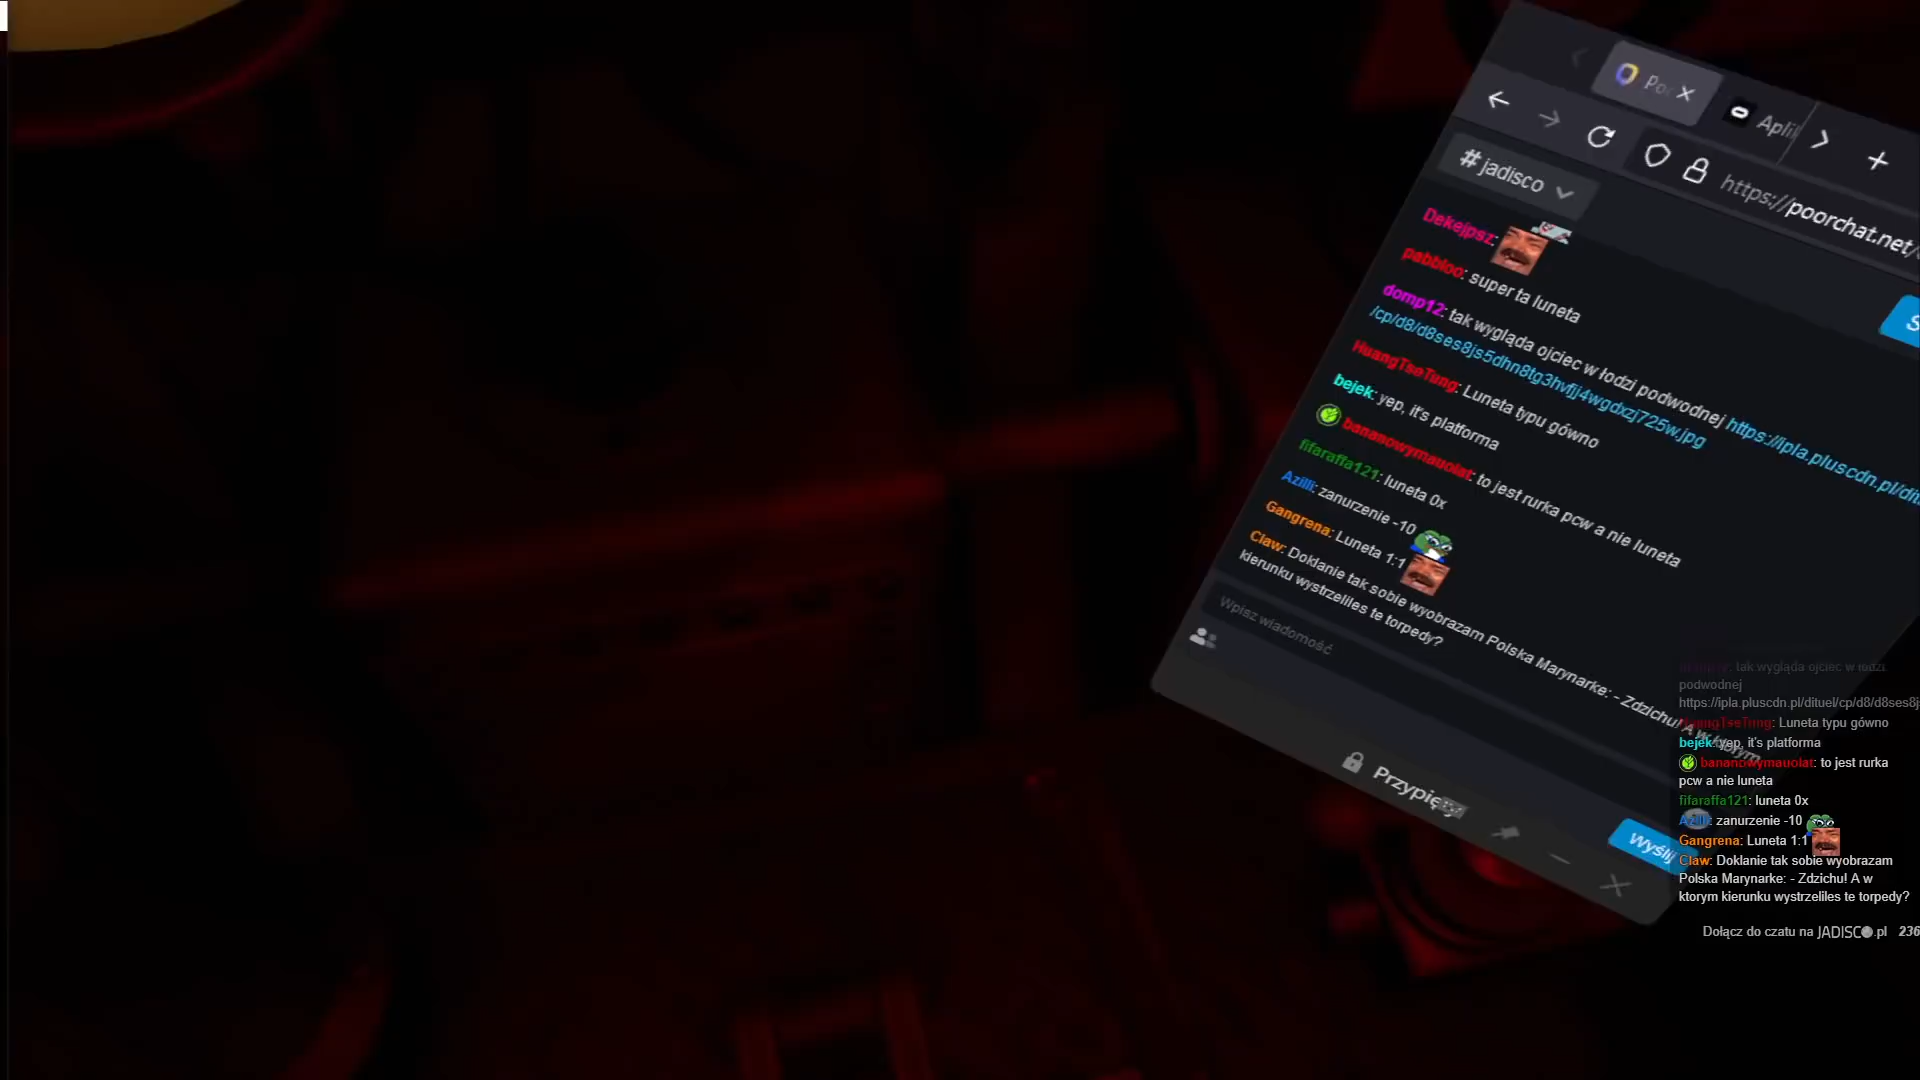 Po
Apli
https://poorchat.net/
# jadisco
Dekejpsz:
pabbloo: super ta luneta
domp12: tak wygląda ojciec w łodzi podwodnej https://ipla.pluscdn.pl/dit
/cp/d8/d8ses8js5dhn8tg3hvfjj4wgdxzj725w.jpg
HuangTseTung: Luneta typu gówno
bejek: yep, it's platforma
bananowymauolat: to jest rurka pcw a nie luneta
fifaraffa121: luneta 0x
Azilli: zanurzenie -10
Gangrena: Luneta 1:1
Claw: Doklanie tak sobie wyobrazam Polska Marynarke: - Zdzichu! A w ktorym
kierunku wystrzeliles te torpedy?
Wpisz wiadomość
Wyślij
tak wygląda ojciec w łodzi
podwodnej
https://ipla.pluscdn.pl/dituel/cp/d8/d8ses8j
HuangTseTung: Luneta typu gówno
bejek: yep, it's platforma
bananowymauolat: to jest rurka
pcw a nie luneta
fifaraffa121: luneta 0x
Azilli: zanurzenie -10
Gangrena: Luneta 1:1
Claw: Doklanie tak sobie wyobrazam
Polska Marynarke: - Zdzichu! A w
ktorym kierunku wystrzeliles te torpedy?
Dołącz do czatu na JADISCO.pl 236